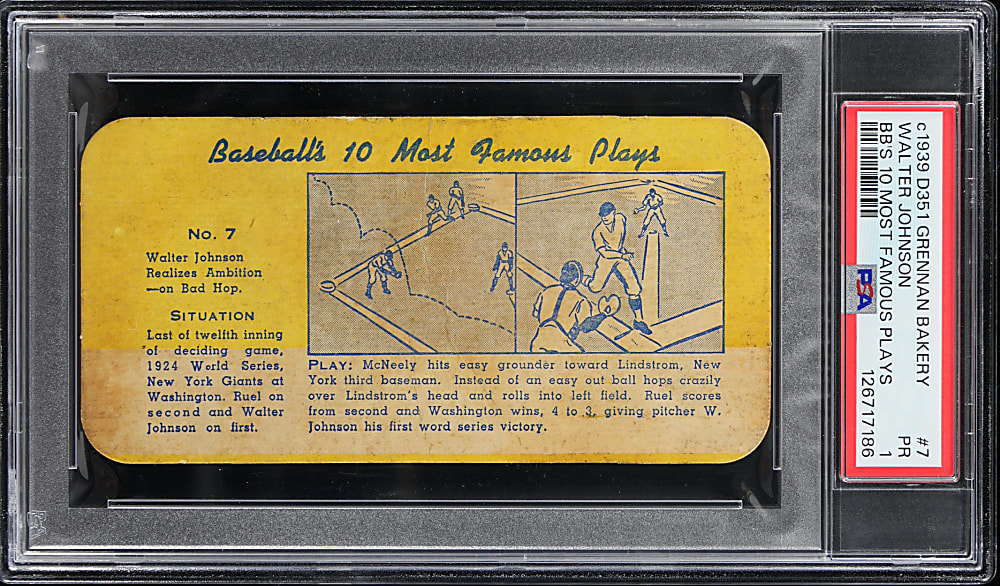 Baseball's 10 Most Famous Plays
No. 7
Walter Johnson
Realizes Ambition
—on Bad Hop.
SITUATION
Last of twelfth inning
of deciding game,
1924 World Series,
New York Giants at
Washington. Ruel on
second and Walter
Johnson on first.
PLAY: McNeely hits easy grounder toward Lindstrom, New
York third baseman. Instead of an easy out ball hops crazily
over Lindstrom's head and rolls into left field. Ruel scores
from second and Washington wins, 4 to 3, giving pitcher W.
Johnson his first word series victory.
c1939 D351 GRENNAN BAKERY #7
WALTER JOHNSON PR
BB'S 10 MOST FAMOUS PLAYS 1
126717186
PSA